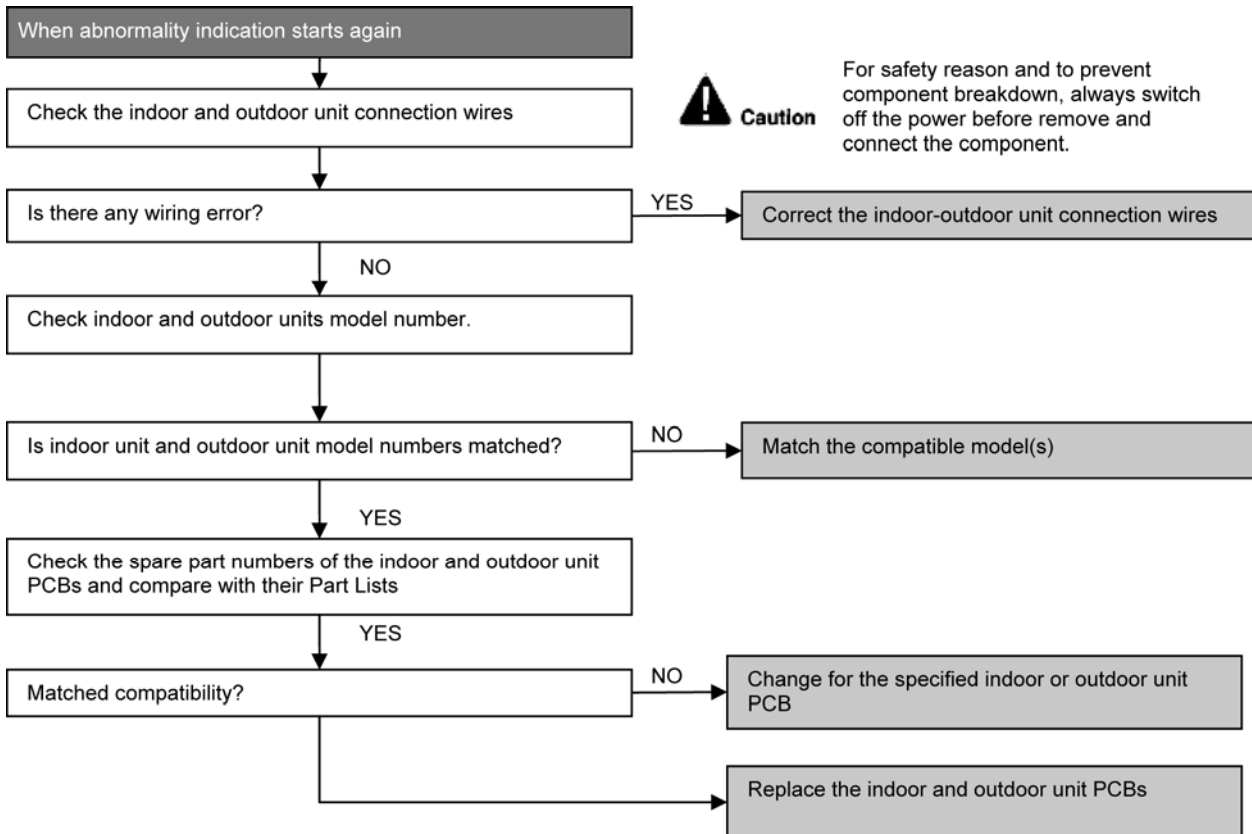 When abnormality indication starts again
For safety reason and to prevent
component breakdown, always switch
off the power before remove and
connect the component.
Caution
Check the indoor and outdoor unit connection wires
Is there any wiring error?
YES
Correct the indoor-outdoor unit connection wires
NO
Check indoor and outdoor units model number.
Is indoor unit and outdoor unit model numbers matched?
NO
Match the compatible model(s)
YES
Check the spare part numbers of the indoor and outdoor unit
PCBs and compare with their Part Lists
YES
Matched compatibility?
NO
Change for the specified indoor or outdoor unit
PCB
Replace the indoor and outdoor unit PCBs